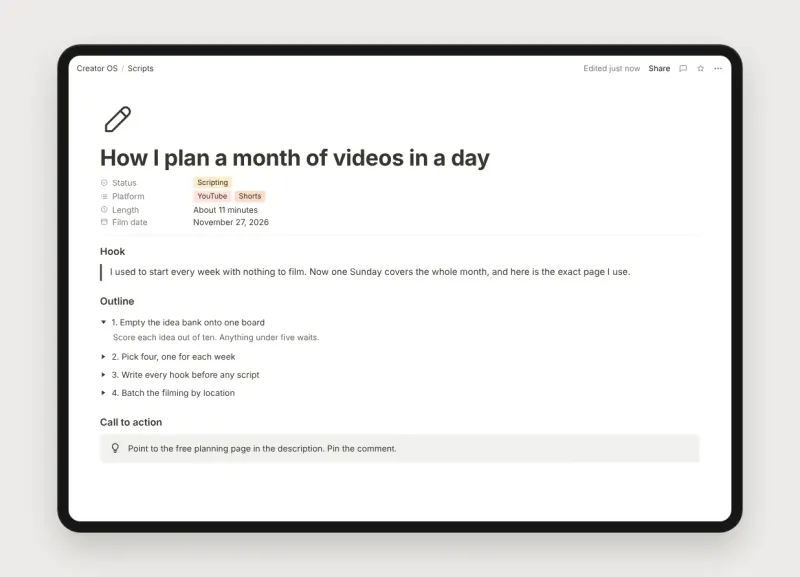 Creator OS / Scripts
Edited just now Share
How I plan a month of videos in a day
Status Scripting
Platform YouTube Shorts
Length About 11 minutes
Film date November 27, 2026
Hook
I used to start every week with nothing to film. Now one Sunday covers the whole month, and here is the exact page I use.
Outline
1. Empty the idea bank onto one board
Score each idea out of ten. Anything under five waits.
2. Pick four, one for each week
3. Write every hook before any script
4. Batch the filming by location
Call to action
Point to the free planning page in the description. Pin the comment.